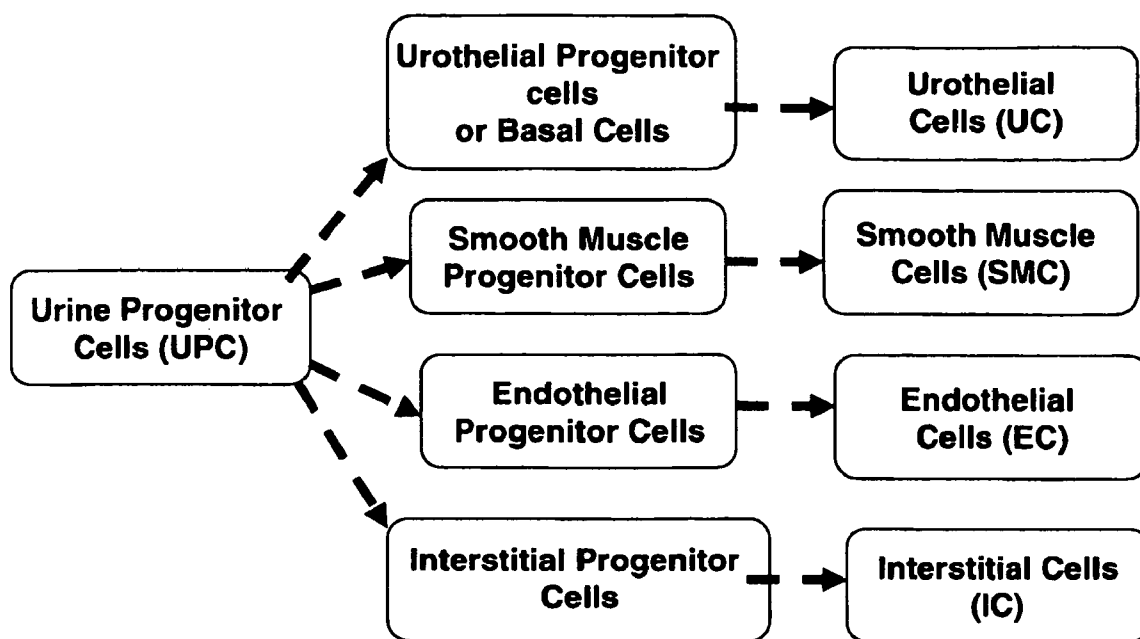 Urothelial Progenitor
cells
or Basal Cells
Urothelial
Cells (UC)
Smooth Muscle
Progenitor Cells
Smooth Muscle
Cells (SMC)
Urine Progenitor
Cells (UPC)
Endothelial
Progenitor Cells
Endothelial
Cells (EC)
Interstitial Progenitor
Cells
Interstitial Cells
(IC)